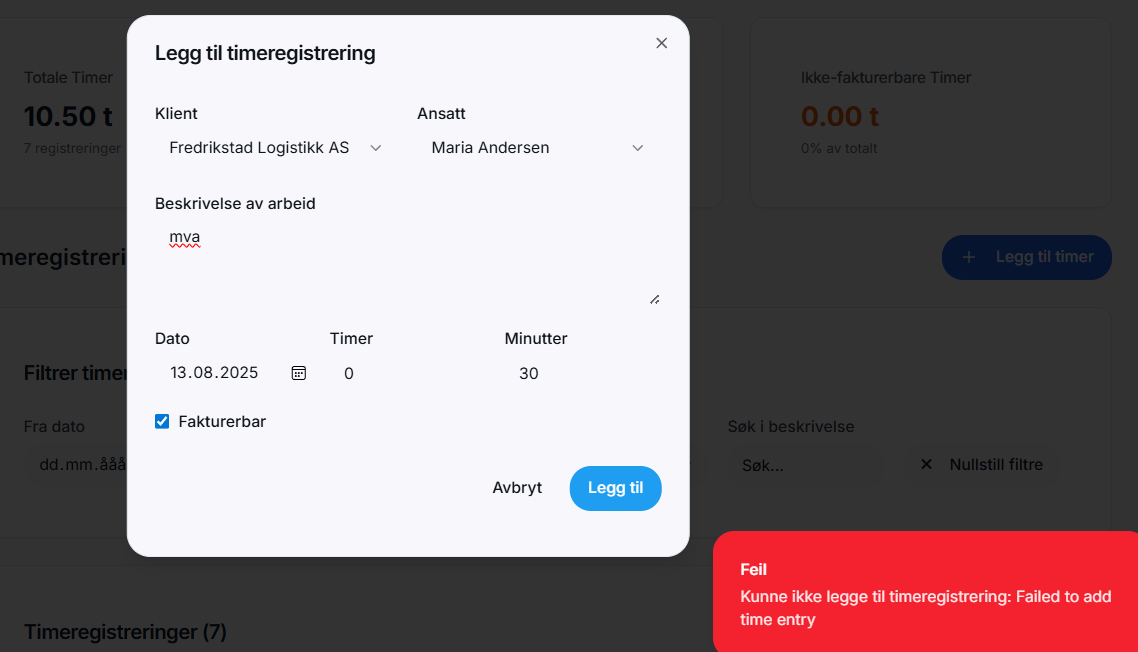 Legg til timeregistrering
Totale Timer
10.50 t
7 registreringer
Ikke-fakturerbare Timer
0.00 t
0% av totalt
Klient
Ansatt
Fredrikstad Logistikk AS
Maria Andersen
Beskrivelse av arbeid
mva
meregistreri
+ Legg til timer
Dato
Timer
Minutter
13.08.2025
0
30
Filtrer timer
Fra dato
dd.mm.ååå
Søk i beskrivelse
Søk...
Nullstill filtre
Fakturerbar
Avbryt
Legg til
Feil
Kunne ikke legge til timeregistrering: Failed to add
time entry
Timeregistreringer (7)